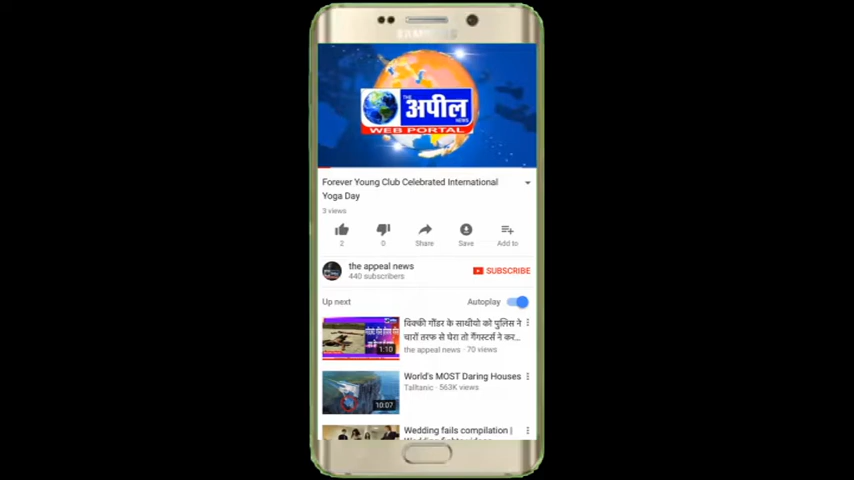 SAMSUNG
THE
अपील
NEWS
WEB PORTAL
Forever Young Club Celebrated International
Yoga Day
3 views
2
0
Share
Save
Add to
the appeal news
440 subscribers
SUBSCRIBE
Up next
Autoplay
विक्की गौंडर के साथीयो को पुलिस ने
चारों तरफ से घेरा तो गैंगस्टर्स ने कर...
the appeal news · 70 views
1:10
World's MOST Daring Houses
Talltanic · 563K views
10:07
Wedding fails compilation |